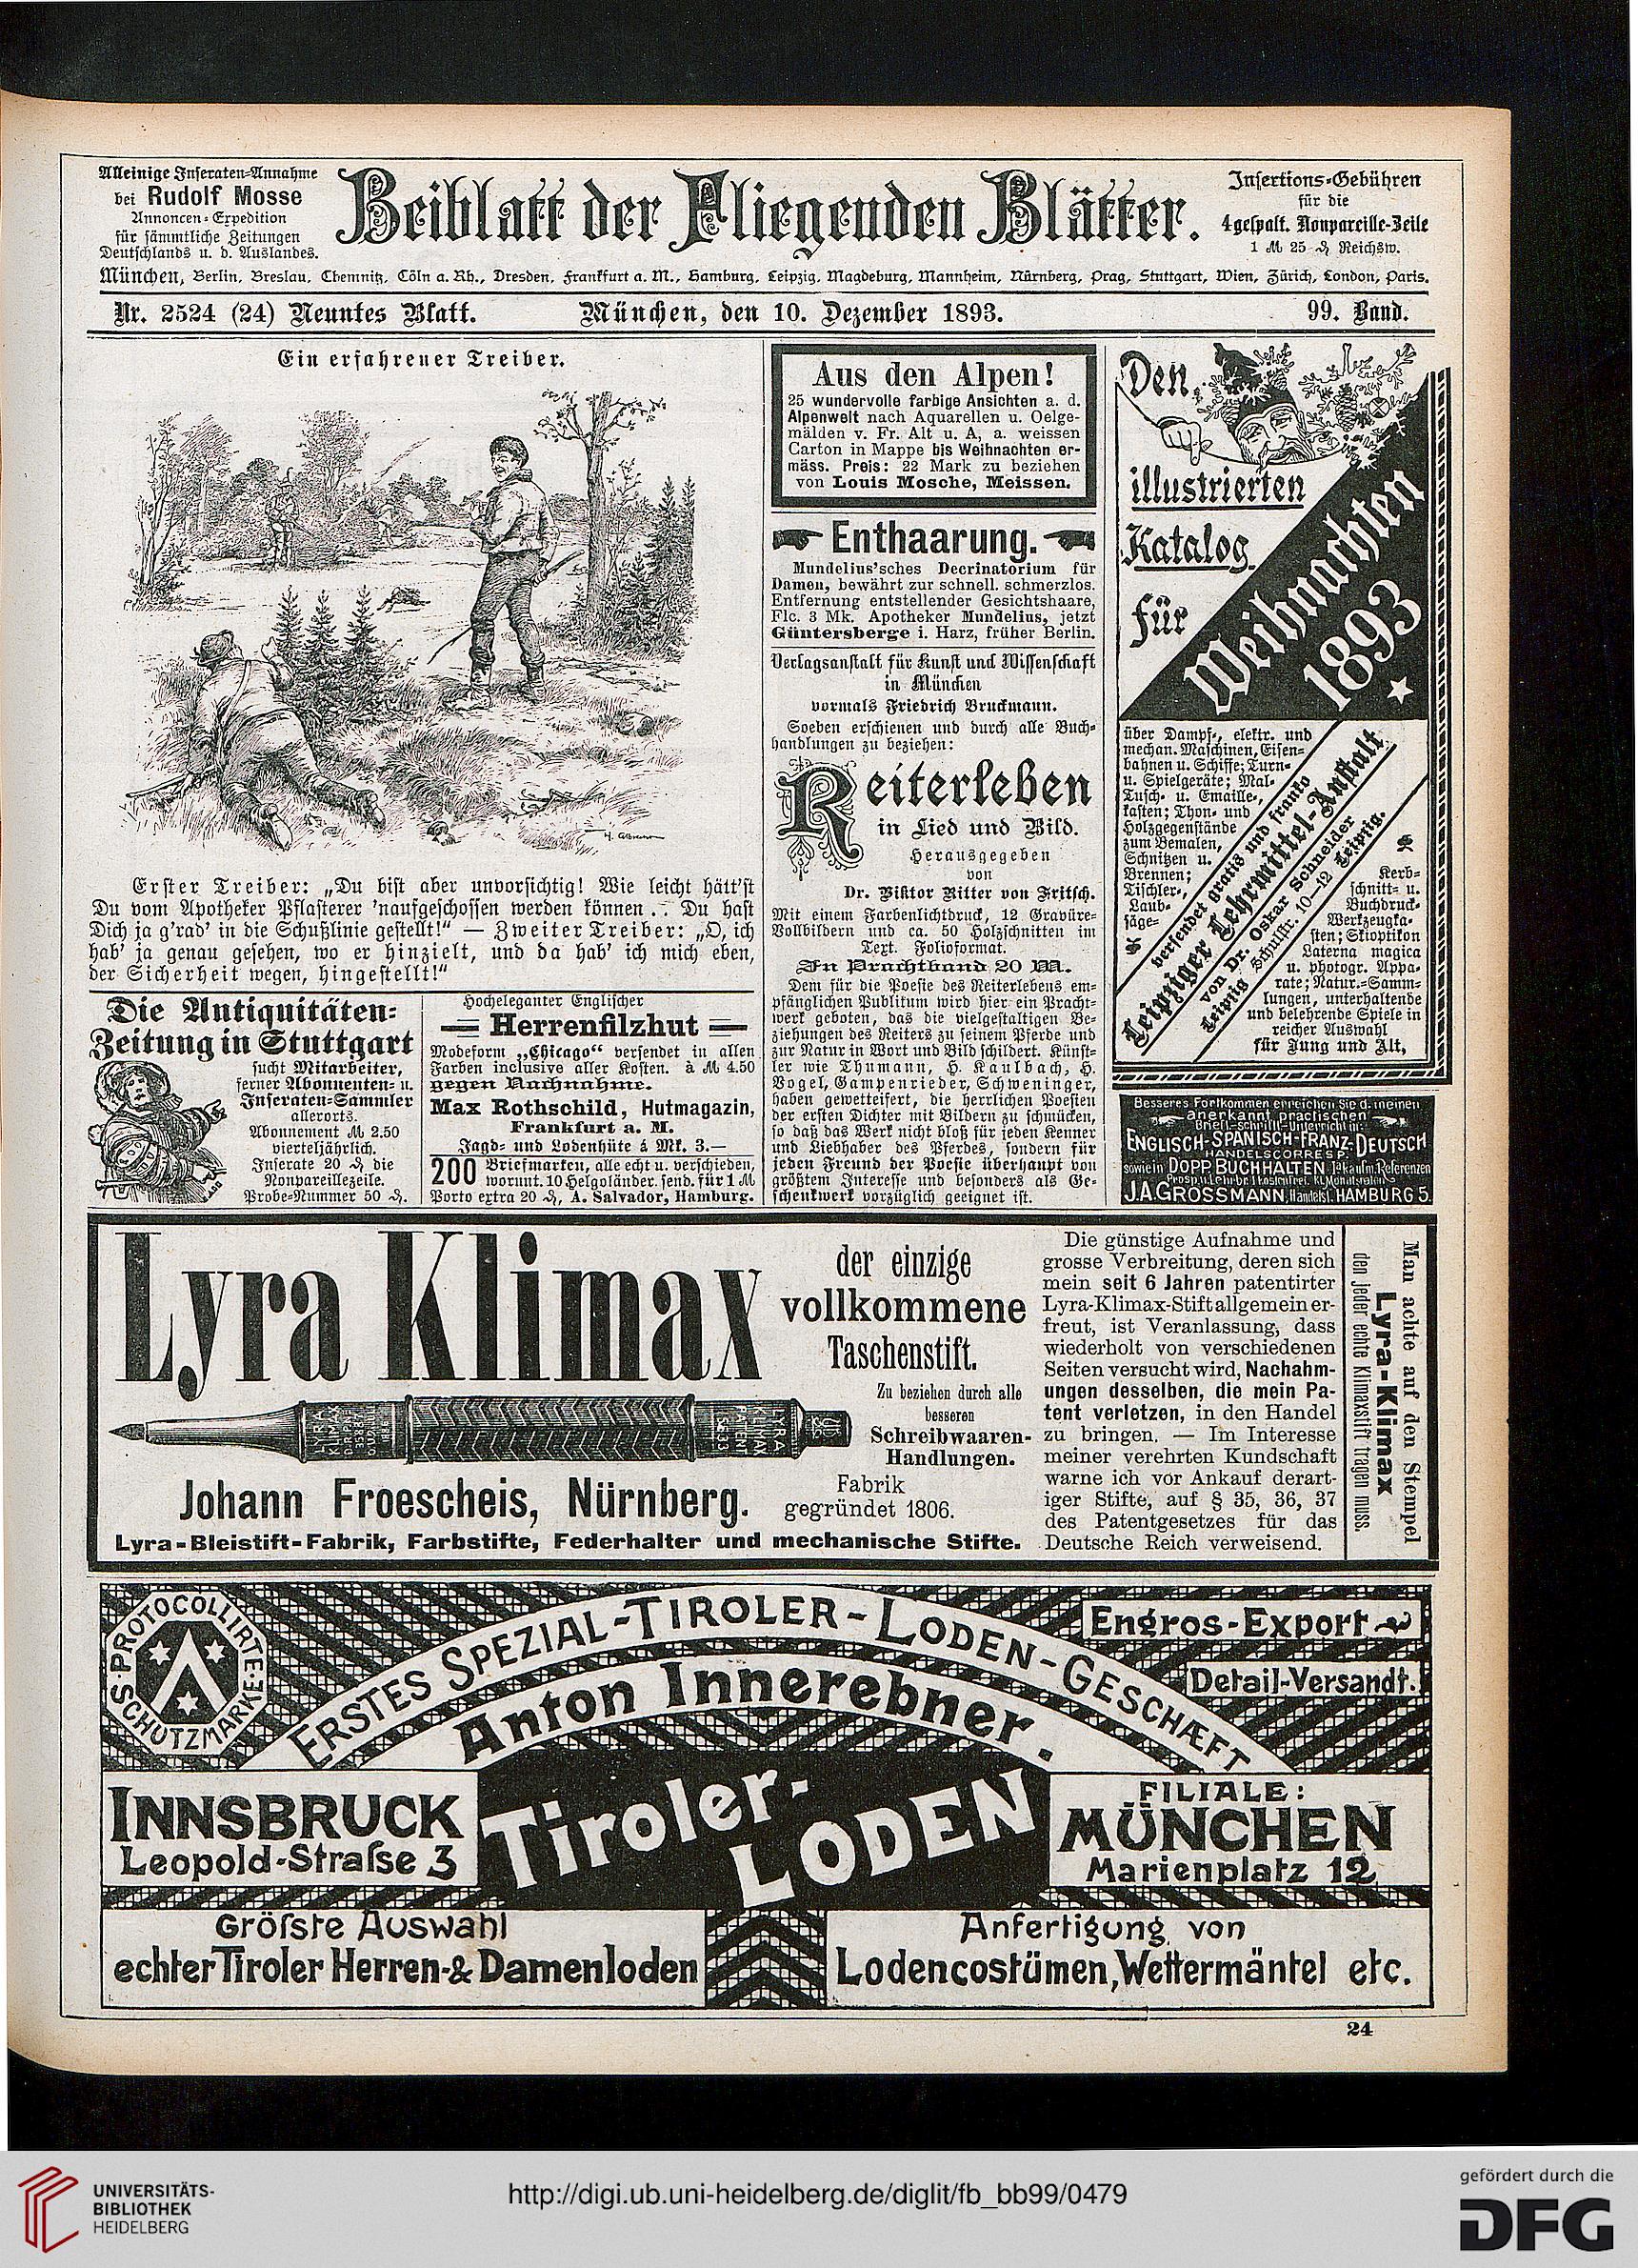 Alleinige Inseraten-Annahme
bei Rudolf Mosse
Annoncen-Expedition
für sämmtliche Zeitungen
Deutschlands u. d. Auslandes.
Beiblatt der Fliegenden Blätter.
Insertions-Gebühren
für die
4gespalt. Nonpareille-Zeile
1 ℳ 25 ₰ Reichsw.
München, Berlin, Breslau, Chemnitz, Cöln a. Rh., Dresden, Frankfurt a. M., Hamburg, Leipzig, Magdeburg, Mannheim, Nürnberg, Prag, Stuttgart, Wien, Zürich, London, Paris.
Nr. 2524 (24) Neuntes Blatt. München, den 10. Dezember 1893. 99. Band.
Ein erfahrener Treiber.
Erster Treiber: „Du bist aber unvorsichtig! Wie leicht hätt'st
Du vom Apotheker Pflasterer 'naufgeschossen werden können .. Du hast
Dich ja g'rad' in die Schußlinie gestellt!“ — Zweiter Treiber: „O, ich
hab' ja genau gesehen, wo er hinzielt, und da hab' ich mich eben,
der Sicherheit wegen, hingestellt!“
Die Antiquitäten-
Zeitung in Stuttgart
sucht Mitarbeiter,
ferner Abonnenten- u.
Inseraten-Sammler
allerorts.
Abonnement ℳ 2.50
vierteljährlich.
Inserate 20 ₰ die
Nonpareillezeile.
Probe-Nummer 50 ₰.
Hocheleganter Englischer
Herrenfilzhut
Modeform „Chicago“ versendet in allen
Farben inclusive aller Kosten. à ℳ 4.50
gegen Nachnahme.
Max Rothschild, Hutmagazin,
Frankfurt a. M.
Jagd- und Lodenhüte à Mk. 3.—
200 Briefmarken, alle echt u. verschieden,
worunt. 10 Helgoländer. send. für 1 ℳ
Porto extra 20 ₰, A. Salvador, Hamburg.
Aus den Alpen!
25 wundervolle farbige Ansichten a. d.
Alpenwelt nach Aquarellen u. Oelge-
mälden v. Fr. Alt u. A, a. weissen
Carton in Mappe bis Weihnachten er-
mäss. Preis: 22 Mark zu beziehen
von Louis Mosche, Meissen.
Enthaarung.
Mundelius'sches Decrinatorium für
Damen, bewährt zur schnell. schmerzlos.
Entfernung entstellender Gesichtshaare,
Flc. 3 Mk. Apotheker Mundelius, jetzt
Güntersberge i. Harz, früher Berlin.
Verlagsanstalt für Kunst und Wissenschaft
in München
vormals Friedrich Bruckmann.
Soeben erschienen und durch alle Buch-
handlungen zu beziehen:
Reiterleben
in Lied und Bild.
Herausgegeben
von
Dr. Viktor Ritter von Fritsch.
Mit einem Farbenlichtdruck, 12 Gravüre-
Vollbildern und ca. 50 Holzschnitten im
Text. Folioformat.
In Prachtband 20 M.
Dem für die Poesie des Reiterlebens em-
pfänglichen Publikum wird hier ein Pracht-
werk geboten, das die vielgestaltigen Be-
ziehungen des Reiters zu seinem Pferde und
zur Natur in Wort und Bild schildert. Künst-
ler wie Thumann, H. Kaulbach, H.
Vogel, Gampenrieder, Schweninger,
haben gewetteifert, die herrlichen Poesien
der ersten Dichter mit Bildern zu schmücken,
so daß das Werk nicht bloß für jeden Kenner
und Liebhaber des Pferdes, sondern für
jeden Freund der Poesie überhaupt von
größtem Interesse und besonders als Ge-
schenkwerk vorzüglich geeignet ist.
Den
illustrierten
Katalog
für
Weihnachten
1893
über Dampf-, elektr. und
mechan. Maschinen, Eisen-
bahnen u. Schiffe; Turn-
u. Spielgeräte; Mal-
Tusch- u. Emaille-,
kasten; Thon- und
Holzgegenstände
zum Bemalen,
Schnitzen u.
Brennen;
Tischler-,
Laub-
säge-
versendet gratis und franko
Leipziger Lehrmittel-Anstalt
von Dr. Oskar Schneider
Leipzig Schulstr. 10—12 Leipzig.
Kerb-
schnitt- u.
Buchdruck-
Werkzeugka-
sten; Skioptikon
Laterna magica
u. photogr. Appa-
rate; Natur.-Samm-
lungen, unterhaltende
und belehrende Spiele in
reicher Auswahl
für Jung und Alt,
Besseres Fortkommen erreichen Sie d. meinen
anerkannt practischen
Briefl.-schriftl.-Unterricht in:
ENGLISCH-SPANISCH-FRANZ-DEUTSCH
HANDELSCORRESP.
sowie in DOPP. BUCHHALTEN. Ia kaufm. Referenzen
J. A. GROSSMANN, Handelsl. HAMBURG 5.
Lyra Klimax
der einzige
vollkommene
Taschenstift.
Zu beziehen durch alle
besseren
Schreibwaaren-
Handlungen.
LYRA
KLIMAX
D.R.P.N.
LYRA
KLIMAX
PATENT
Johann Froescheis, Nürnberg.
Fabrik
gegründet 1806.
Lyra-Bleistift-Fabrik, Farbstifte, Federhalter und mechanische Stifte.
Die günstige Aufnahme und
grosse Verbreitung, deren sich
mein seit 6 Jahren patentirter
Lyra-Klimax-Stift allgemein er-
freut, ist Veranlassung, dass
wiederholt von verschiedenen
Seiten versucht wird, Nachahm-
ungen desselben, die mein Pa-
tent verletzen, in den Handel
zu bringen. — Im Interesse
meiner verehrten Kundschaft
warne ich vor Ankauf derart-
iger Stifte, auf § 35, 36, 37
des Patentgesetzes für das
Deutsche Reich verweisend.
Man achte auf den Stempel
Lyra-Klimax
den jeder echte Klimaxstift tragen muss.
PROTOCOLLIRTE
SCHUTZMARKE
ERSTES SPEZIAL-TIROLER-LODEN-GESCHÆFT
Anton Innerebner.
Engros-Export
Detail-Versandt.
INNSBRUCK
Leopold-Straſse 3
Tiroler-
LODEN
FILIALE:
MÜNCHEN
Marienplatz 12
Gröſste Auswahl
echter Tiroler Herren-& Damenloden
Anfertigung von
Lodencostümen, Wettermäntel etc.
24
UNIVERSITÄTS-
BIBLIOTHEK
HEIDELBERG
http://digi.ub.uni-heidelberg.de/diglit/fb_bb99/0479
gefördert durch die
DFG